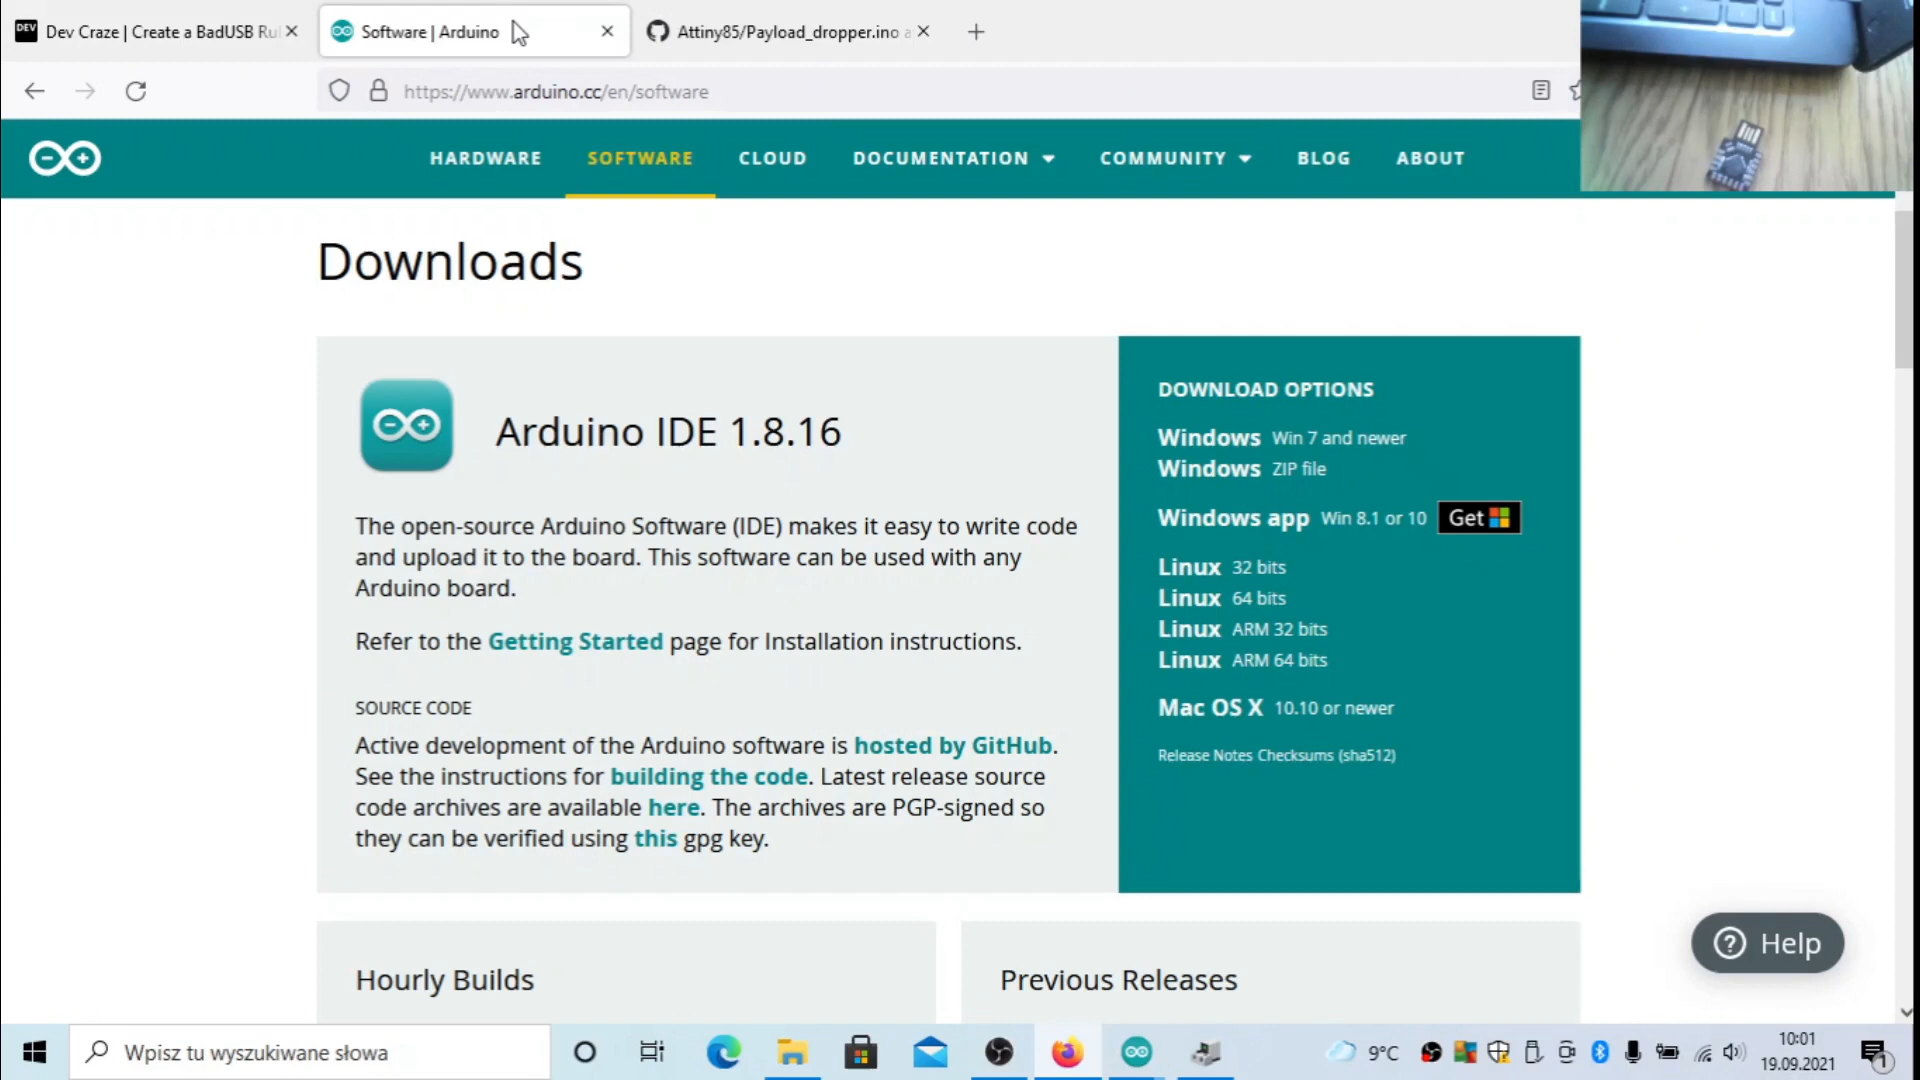 DEV Dev Craze | Create a BadUSB Ru
Software | Arduino
Attiny85/Payload_dropper.ino a
https://www.arduino.cc/en/software
HARDWARE SOFTWARE CLOUD DOCUMENTATION COMMUNITY BLOG ABOUT
Downloads
Arduino IDE 1.8.16
The open-source Arduino Software (IDE) makes it easy to write code
and upload it to the board. This software can be used with any
Arduino board.
Refer to the Getting Started page for Installation instructions.
SOURCE CODE
Active development of the Arduino software is hosted by GitHub.
See the instructions for building the code. Latest release source
code archives are available here. The archives are PGP-signed so
they can be verified using this gpg key.
DOWNLOAD OPTIONS
Windows Win 7 and newer
Windows ZIP file
Windows app Win 8.1 or 10 Get
Linux 32 bits
Linux 64 bits
Linux ARM 32 bits
Linux ARM 64 bits
Mac OS X 10.10 or newer
Release Notes Checksums (sha512)
Hourly Builds
Previous Releases
Help
Wpisz tu wyszukiwane słowa
9°C
10:01
19.09.2021
1